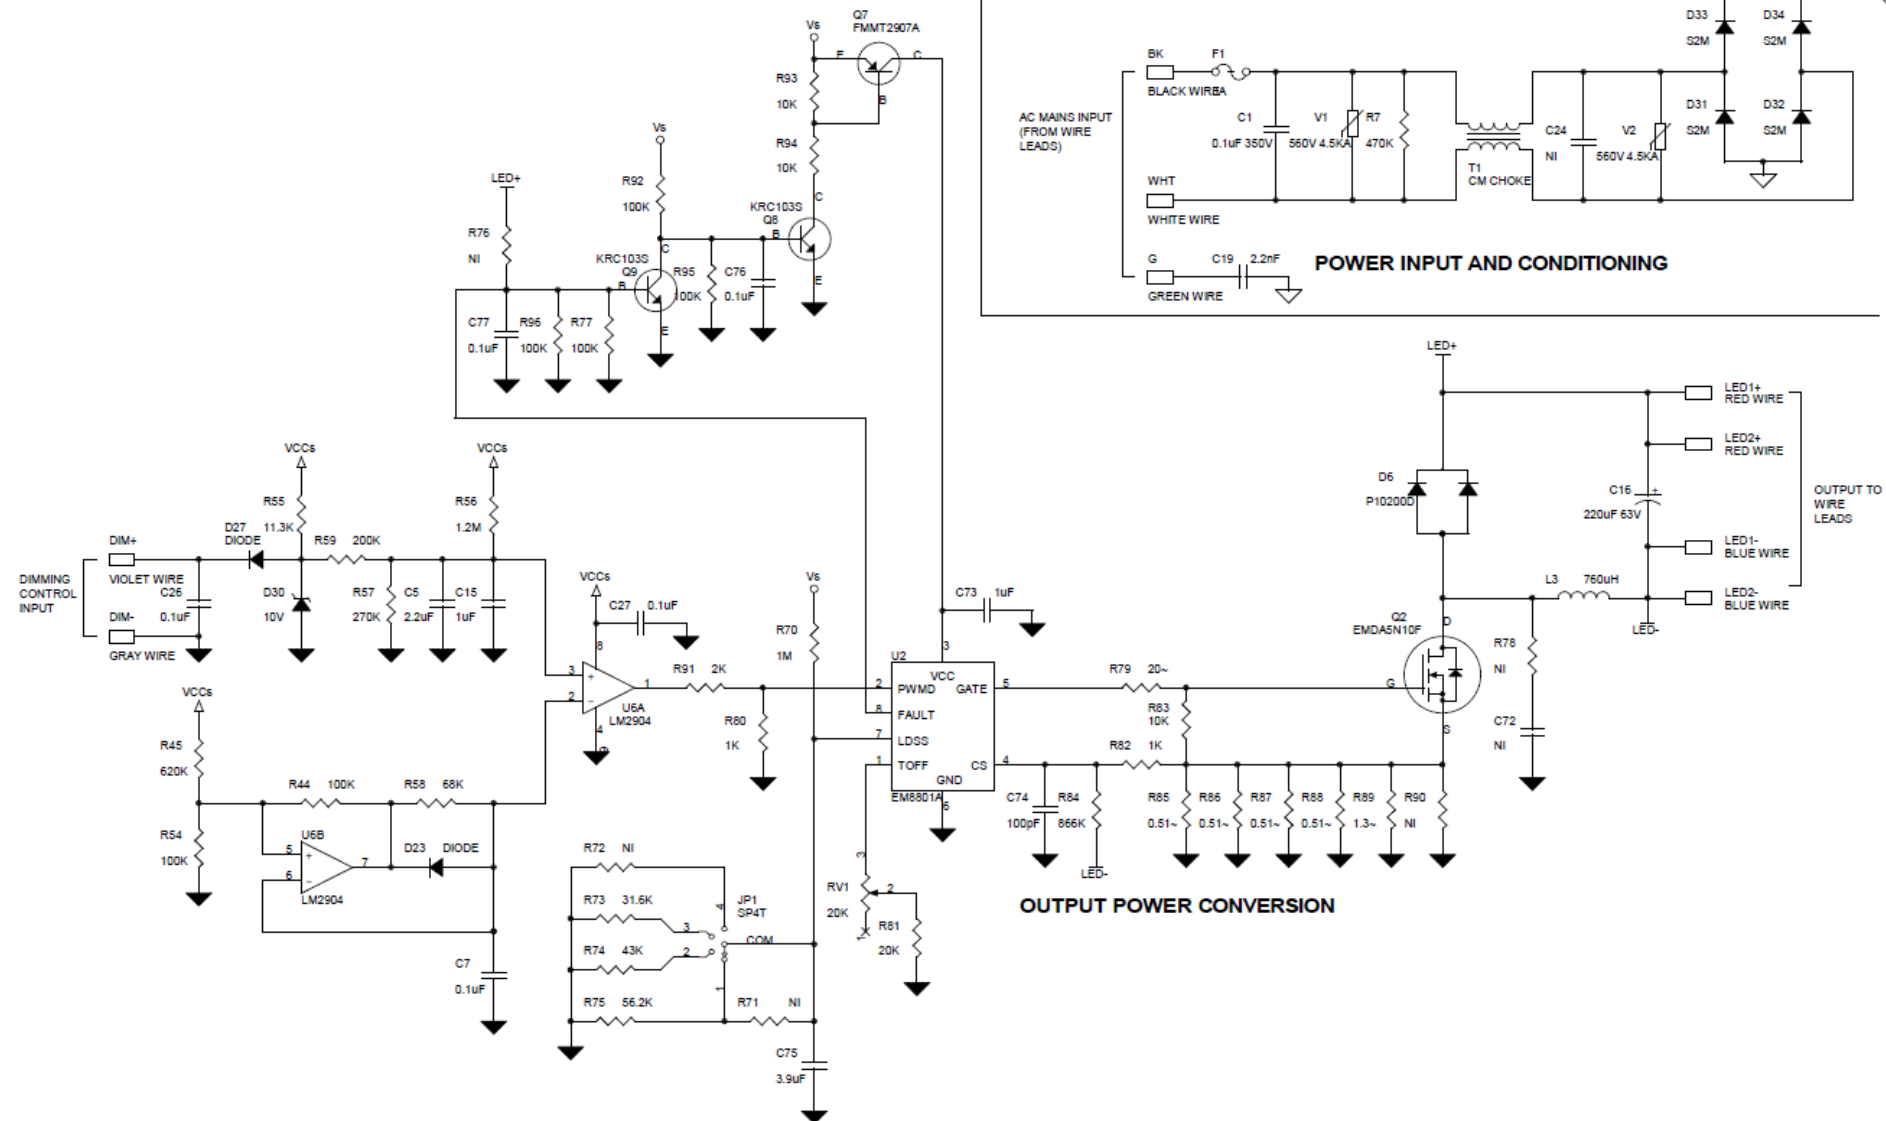 Q7
FMMT2907A
Vs
E
C
B
R93
10K
R94
10K
Vs
R92
100K
KRC103S
Q8
C
B
E
LED+
R76
NI
KRC103S
Q9
C
B
E
R95
100K
C76
0.1uF
C77
0.1uF
R96
100K
R77
100K
D33
S2M
D34
S2M
D31
S2M
D32
S2M
BK
BLACK WIRE
F1
AC MAINS INPUT
(FROM WIRE
LEADS)
C1
0.1uF 350V
V1
560V 4.5KA
R7
470K
T1
CM CHOKE
C24
NI
V2
560V 4.5KA
WHT
WHITE WIRE
G
GREEN WIRE
C19
2.2nF
POWER INPUT AND CONDITIONING
LED+
LED1+
RED WIRE
LED2+
RED WIRE
D6
P10200D
C16
+
220uF 63V
OUTPUT TO
WIRE
LEADS
LED1-
BLUE WIRE
L3
760uH
LED2-
BLUE WIRE
LED-
VCCs
VCCs
R55
11.3K
R56
1.2M
D27
DIODE
R59
200K
DIM+
VIOLET WIRE
DIMMING
CONTROL
INPUT
C26
0.1uF
D30
10V
R57
270K
C5
2.2uF
C15
1uF
DIM-
GRAY WIRE
VCCs
C27
0.1uF
8
3
+
2
-
1
4
U6A
LM2904
R91
2K
R80
1K
Vs
R70
1M
C73
1uF
3
U2
VCC
2
PWMD
GATE
5
8
FAULT
7
LDSS
1
TOFF
CS
4
GND
EM8801A
6
R79
20~
R83
10K
R82
1K
Q2
EMDA5N10F
D
G
S
R78
NI
C72
NI
C74
100pF
R84
866K
LED-
R85
0.51~
R86
0.51~
R87
0.51~
R88
0.51~
R89
1.3~
R90
NI
VCCs
R45
620K
R44
100K
R58
68K
R54
100K
U6B
5
+
6
-
7
LM2904
D23
DIODE
C7
0.1uF
R72
NI
R73
31.6K
R74
43K
R75
56.2K
JP1
SP4T
4
3
2
1
COM
R71
NI
C75
3.9uF
3
RV1
20K
2
1
R81
20K
OUTPUT POWER CONVERSION